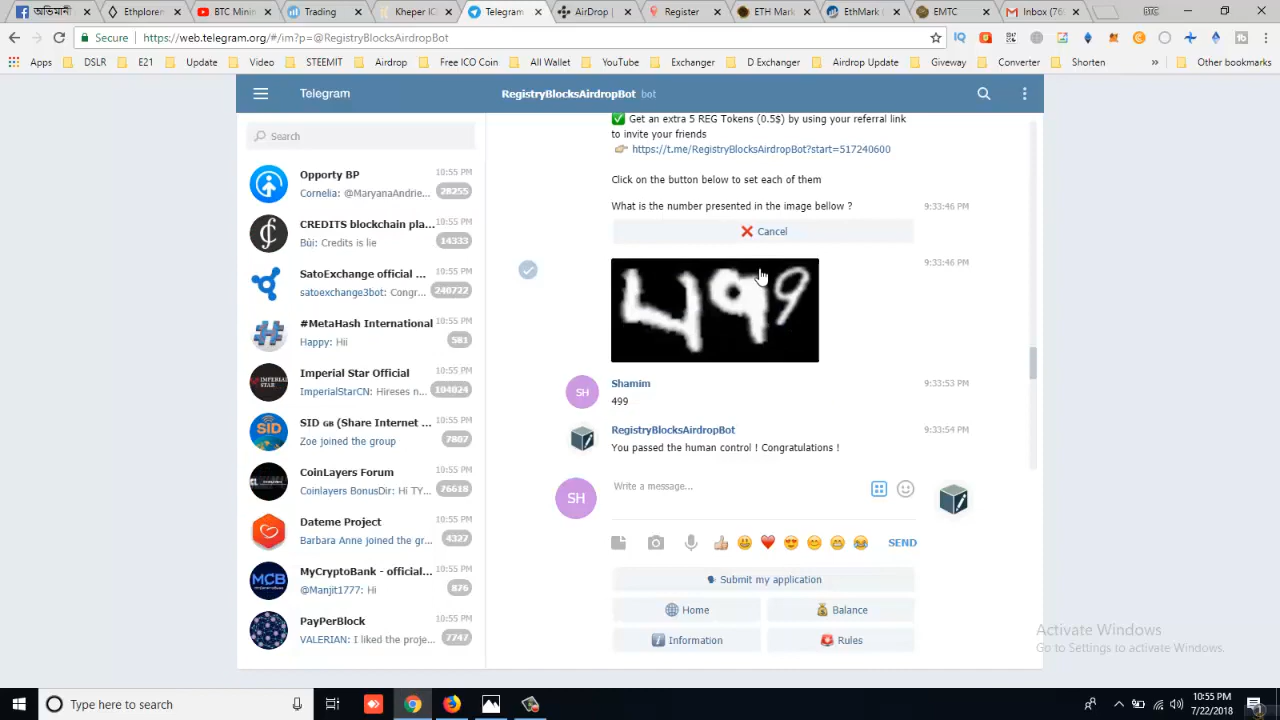 Explorer
BTC Minin
Trading
Kheper IC
Telegram
AirDrop |
Register
ETH Mark
EthMark |
EMTC
Inbox (76
Secure
https://web.telegram.org/#/im?p=@RegistryBlocksAirdropBot
Apps
DSLR
E21
Update
Video
STEEMIT
Airdrop
Free ICO Coin
All Wallet
YouTube
Exchanger
D Exchanger
Airdrop Update
Giveway
Converter
Shorten
»
Other bookmarks
Telegram
RegistryBlocksAirdropBot bot
Search
Opporty BP 10:55 PM
Cornelia: @MaryanaAndrie... 28255
CREDITS blockchain pla... 10:55 PM
Bùi: Credits is lie 14333
SatoExchange official ... 10:55 PM
satoexchange3bot: Congr... 240722
#MetaHash International 10:55 PM
Happy: Hii 581
IMPERIAL
STAR
Imperial Star Official 10:55 PM
ImperialStarCN: Hireses n... 104024
SID
SID GB (Share Internet ... 10:55 PM
Zoe joined the group 7807
CoinLayers Forum 10:55 PM
Coinlayers BonusDir: Hi TY... 76618
Dateme Project 10:55 PM
Barbara Anne joined the gr... 4327
MCB
MyCryptoBank - official... 10:55 PM
@Manjit1777: Hi 876
PayPerBlock 10:55 PM
VALERIAN: I liked the proje... 7747
Get an extra 5 REG Tokens (0.5$) by using your referral link
to invite your friends
https://t.me/RegistryBlocksAirdropBot?start=517240600
Click on the button below to set each of them
What is the number presented in the image bellow ? 9:33:46 PM
Cancel
9:33:46 PM
499
SH
Shamim 9:33:53 PM
499
RegistryBlocksAirdropBot 9:33:54 PM
You passed the human control ! Congratulations !
SH
Write a message...
SEND
Submit my application
Home
Balance
Information
Rules
Activate Windows
Go to Settings to activate Windows.
Type here to search
10:55 PM
7/22/2018